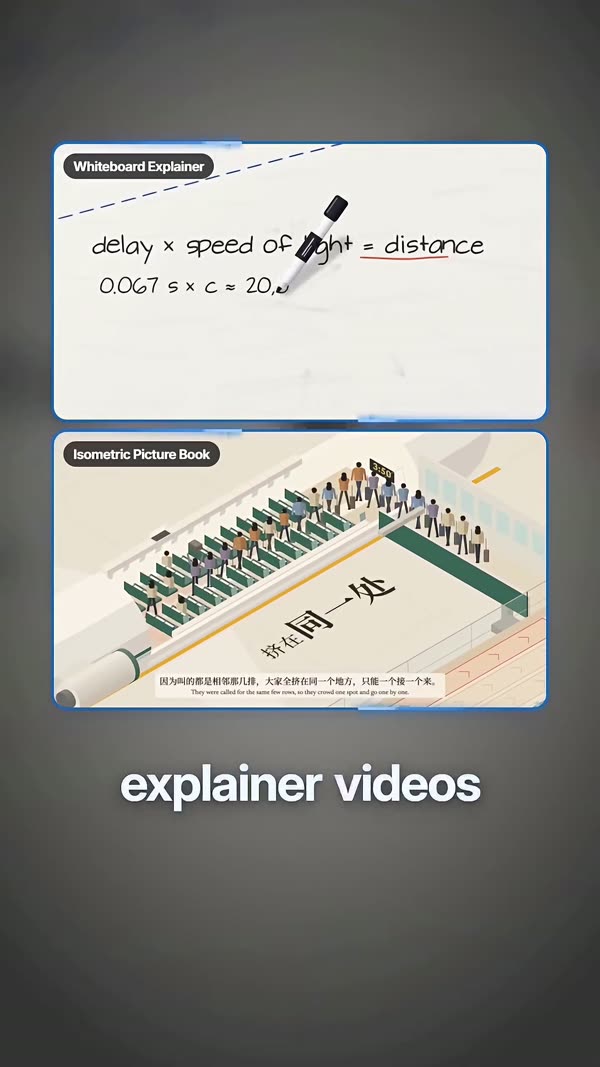 Whiteboard Explainer
delay × speed of light = distance
0.067 s × c ≈ 20,
Isometric Picture Book
3:50
挤在同一处
因为叫的都是相邻那几排，大家全挤在同一个地方，只能一个接一个来。
They were called for the same few rows, so they crowd one spot and go one by one.
explainer videos